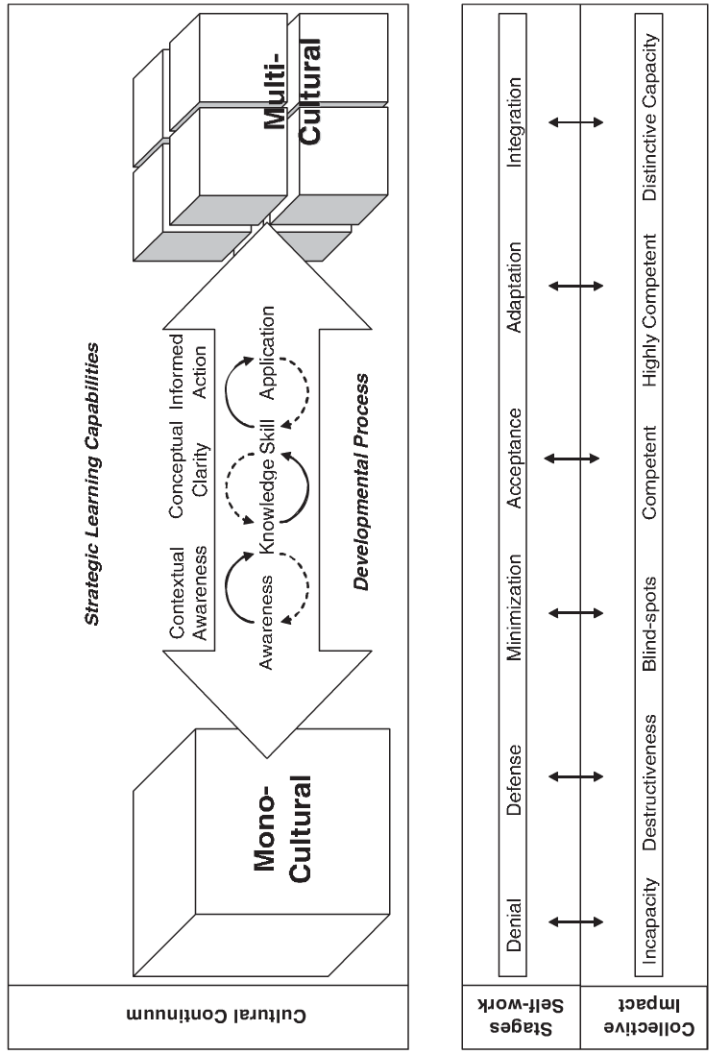 Cultural Continuum
Strategic Learning Capabilities
Mono-
Cultural
Contextual
Awareness
Conceptual
Clarity
Informed
Action
Awareness
Knowledge
Skill
Application
Developmental Process
Multi-
Cultural
Stages
Self-work
Denial
Defense
Minimization
Acceptance
Adaptation
Integration
Collective
Impact
Incapacity
Destructiveness
Blind-spots
Competent
Highly Competent
Distinctive Capacity